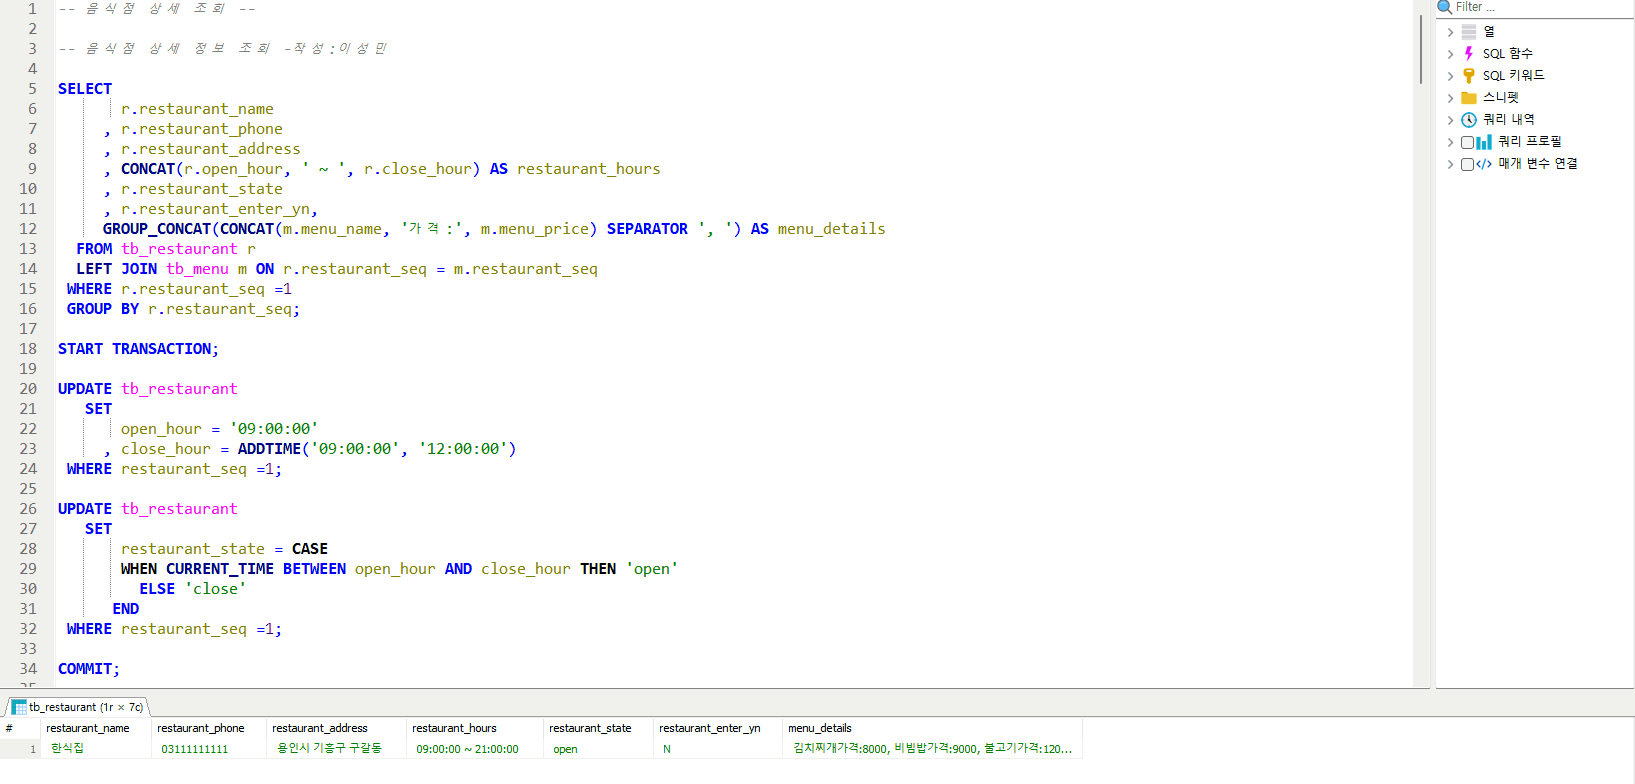 1 -- 음식점 상세 조회 --
2
3 -- 음식점 상세 정보 조회 -작성:이성민
4
5 SELECT
6 r.restaurant_name
7 , r.restaurant_phone
8 , r.restaurant_address
9 , CONCAT(r.open_hour, ' ~ ', r.close_hour) AS restaurant_hours
10 , r.restaurant_state
11 , r.restaurant_enter_yn,
12 GROUP_CONCAT(CONCAT(m.menu_name, '가격:', m.menu_price) SEPARATOR ', ') AS menu_details
13 FROM tb_restaurant r
14 LEFT JOIN tb_menu m ON r.restaurant_seq = m.restaurant_seq
15 WHERE r.restaurant_seq =1
16 GROUP BY r.restaurant_seq;
17
18 START TRANSACTION;
19
20 UPDATE tb_restaurant
21 SET
22 open_hour = '09:00:00'
23 , close_hour = ADDTIME('09:00:00', '12:00:00')
24 WHERE restaurant_seq =1;
25
26 UPDATE tb_restaurant
27 SET
28 restaurant_state = CASE
29 WHEN CURRENT_TIME BETWEEN open_hour AND close_hour THEN 'open'
30 ELSE 'close'
31 END
32 WHERE restaurant_seq =1;
33
34 COMMIT;
Filter ...
열
SQL 함수
SQL 키워드
스니펫
쿼리 내역
쿼리 프로필
매개 변수 연결
tb_restaurant (1r × 7c)
# restaurant_name restaurant_phone restaurant_address restaurant_hours restaurant_state restaurant_enter_yn menu_details
1 한식집 03111111111 용인시 기흥구 구갈동 09:00:00 ~ 21:00:00 open N 김치찌개가격:8000, 비빔밥가격:9000, 불고기가격:120...